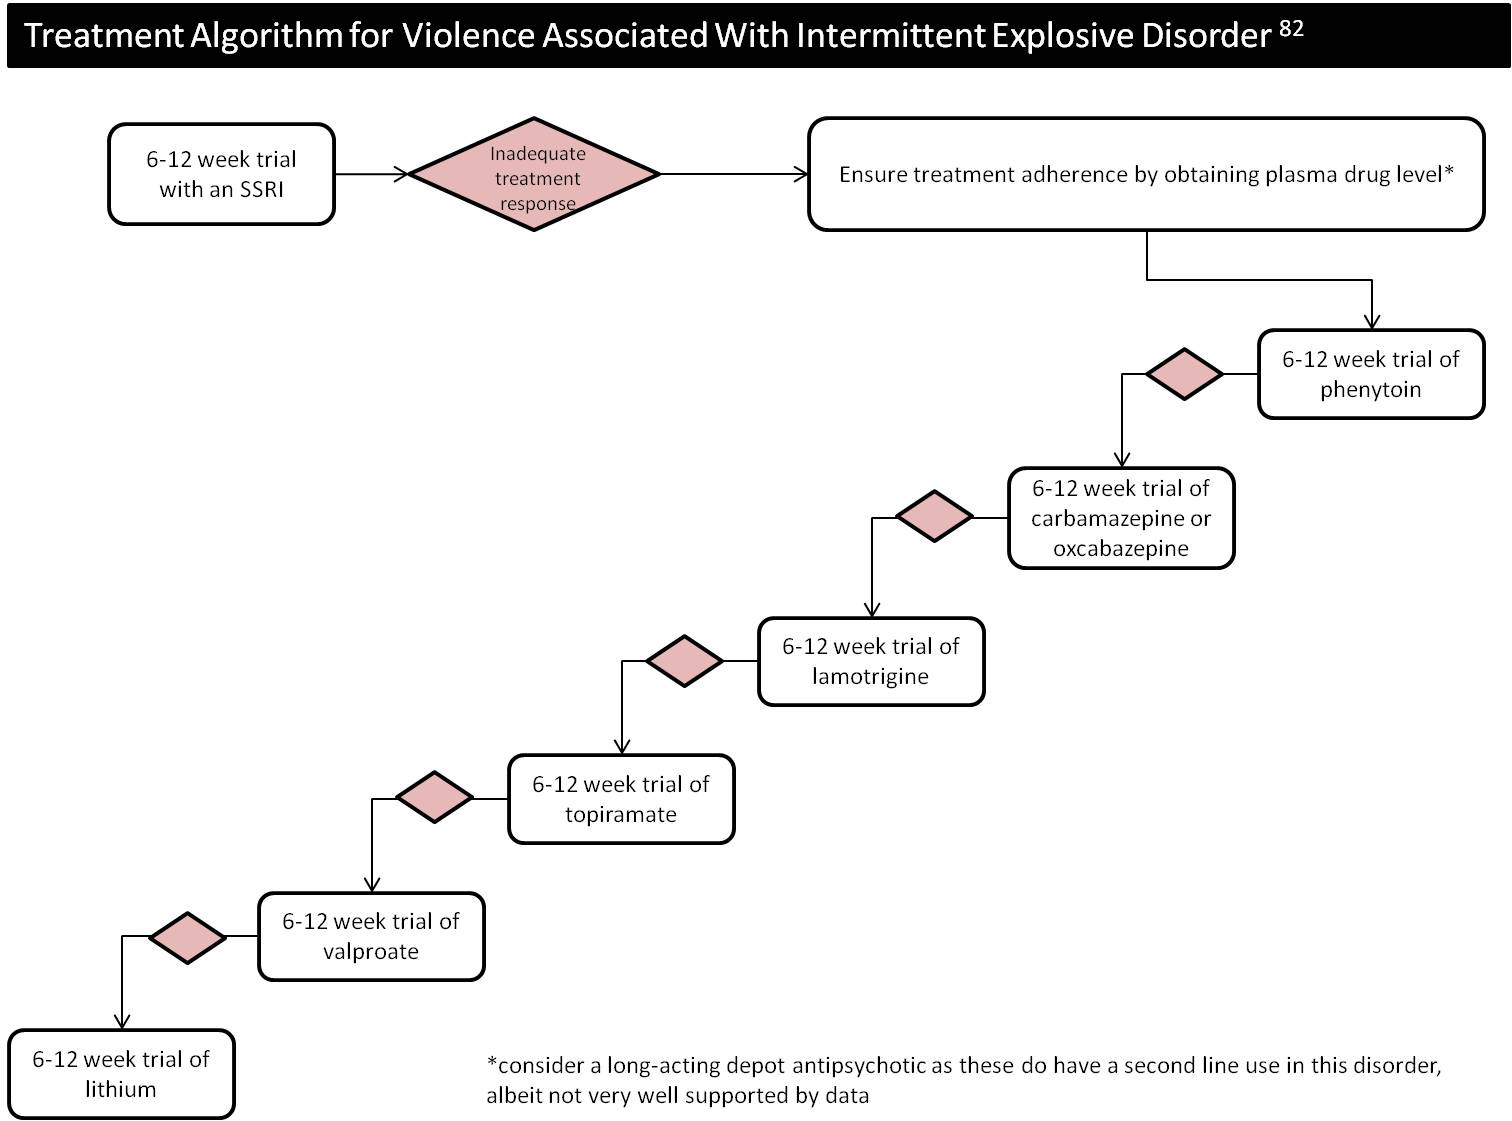 Treatment Algorithm for Violence Associated With Intermittent Explosive Disorder 82
6-12 week trial
with an SSRI
Inadequate
treatment
response
Ensure treatment adherence by obtaining plasma drug level*
6-12 week trial of
phenytoin
6-12 week trial of
carbamazepine or
oxcabazepine
6-12 week trial of
lamotrigine
6-12 week trial of
topiramate
6-12 week trial of
valproate
6-12 week trial of
lithium
*consider a long-acting depot antipsychotic as these do have a second line use in this disorder,
albeit not very well supported by data